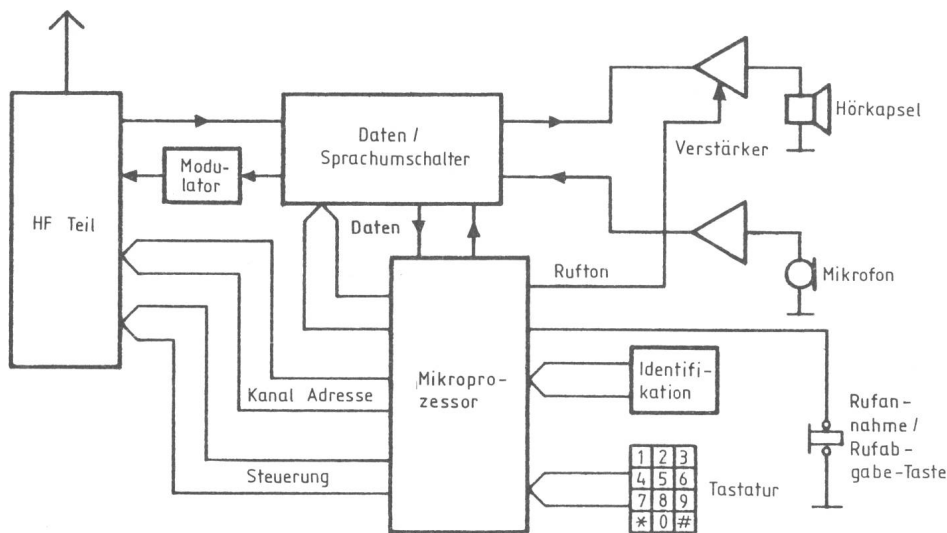 Daten /
Sprachumschalter
Hörkapsel
Verstärker
Modu-
lator
HF Teil
Daten
Rufton
Mikrofon
Mikropro-
zessor
Identifi-
kation
Kanal Adresse
Rufan-
nahme /
Rufab-
gabe-Taste
Steuerung
1 2 3
4 5 6
7 8 9
* 0 #
Tastatur